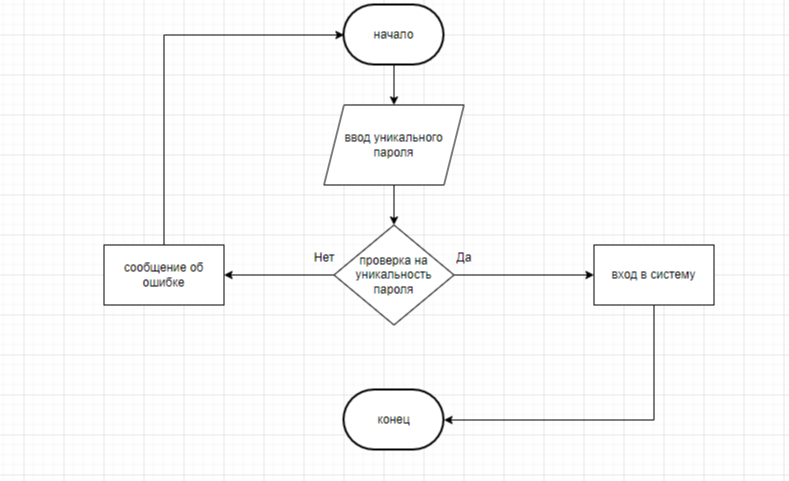 начало
ввод уникального
пароля
Нет
проверка на
уникальность
пароля
Да
сообщение об
ошибке
вход в систему
конец